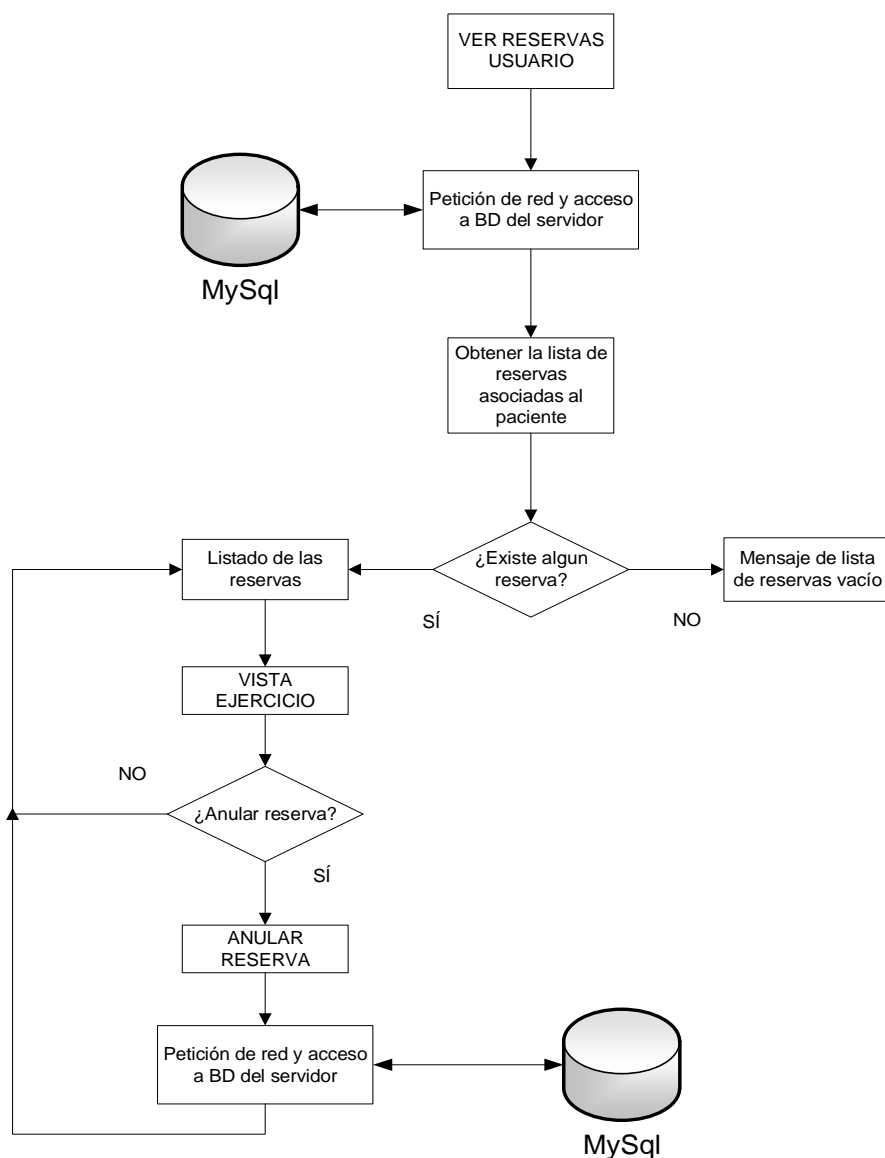 VER RESERVAS
USUARIO
Petición de red y acceso
a BD del servidor
MySql
Obtener la lista de
reservas
asociadas al
paciente
¿Existe algun
reserva?
Listado de las
reservas
Mensaje de lista
de reservas vacío
SÍ
NO
VISTA
EJERCICIO
NO
¿Anular reserva?
SÍ
ANULAR
RESERVA
Petición de red y acceso
a BD del servidor
MySql